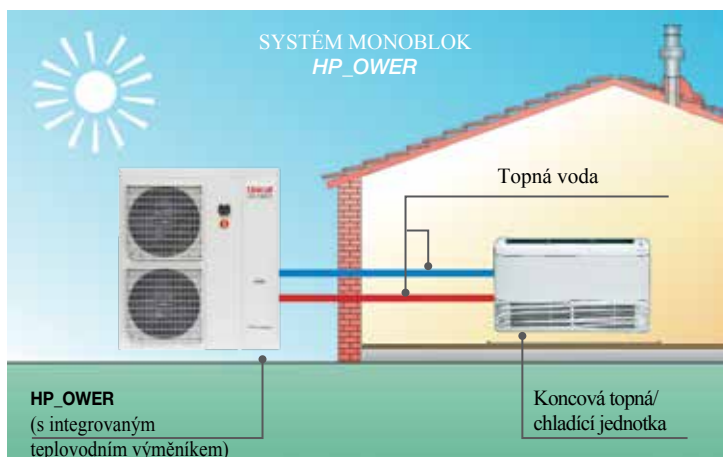 SYSTÉM MONOBLOK
HP_OWER
Topná voda
HP_OWER
(s integrovaným
teplovodním výměníkem)
Koncová topná/
chladící jednotka